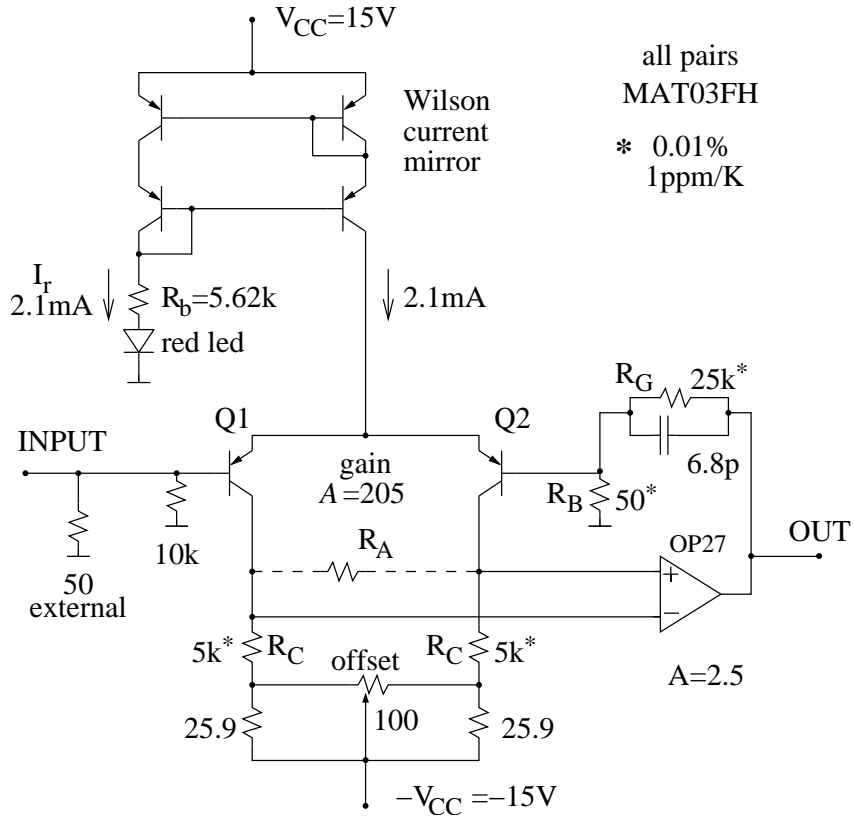 V_CC=15V
all pairs
MAT03FH
* 0.01%
1ppm/K
Wilson
current
mirror
I_r
2.1mA
R_b=5.62k
red led
2.1mA
Q1
Q2
R_G
25k*
6.8p
INPUT
gain
A=205
R_B
50*
OUT
OP27
10k
50
external
R_A
+
−
5k*
R_C
offset
R_C
5k*
A=2.5
25.9
100
25.9
−V_CC=−15V